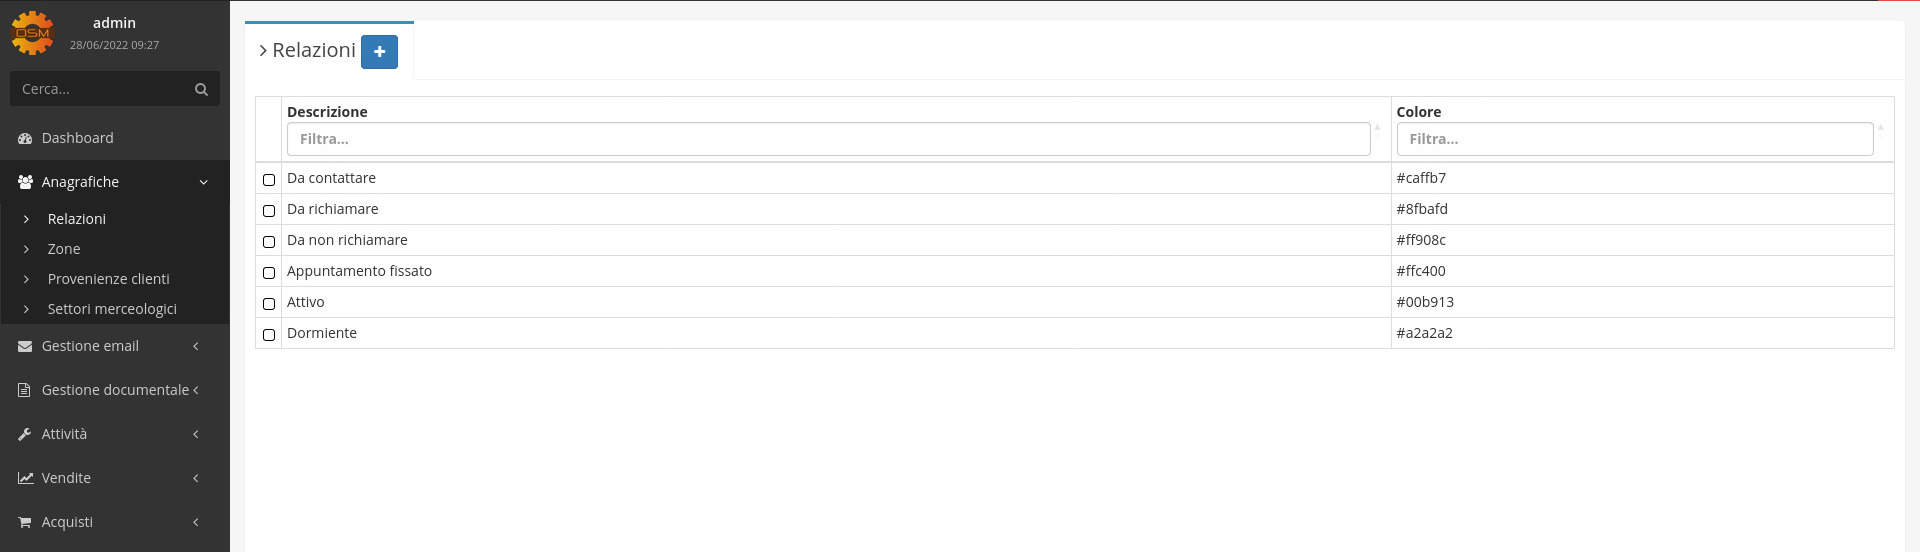 OSM
admin
28/06/2022 09:27
Cerca...
Dashboard
Anagrafiche
Relazioni
Zone
Provenienze clienti
Settori merceologici
Gestione email
Gestione documentale
Attività
Vendite
Acquisti
Relazioni
Descrizione Colore
Filtra... Filtra...
Da contattare #caffb7
Da richiamare #8fbafd
Da non richiamare #ff908c
Appuntamento fissato #ffc400
Attivo #00b913
Dormiente #a2a2a2